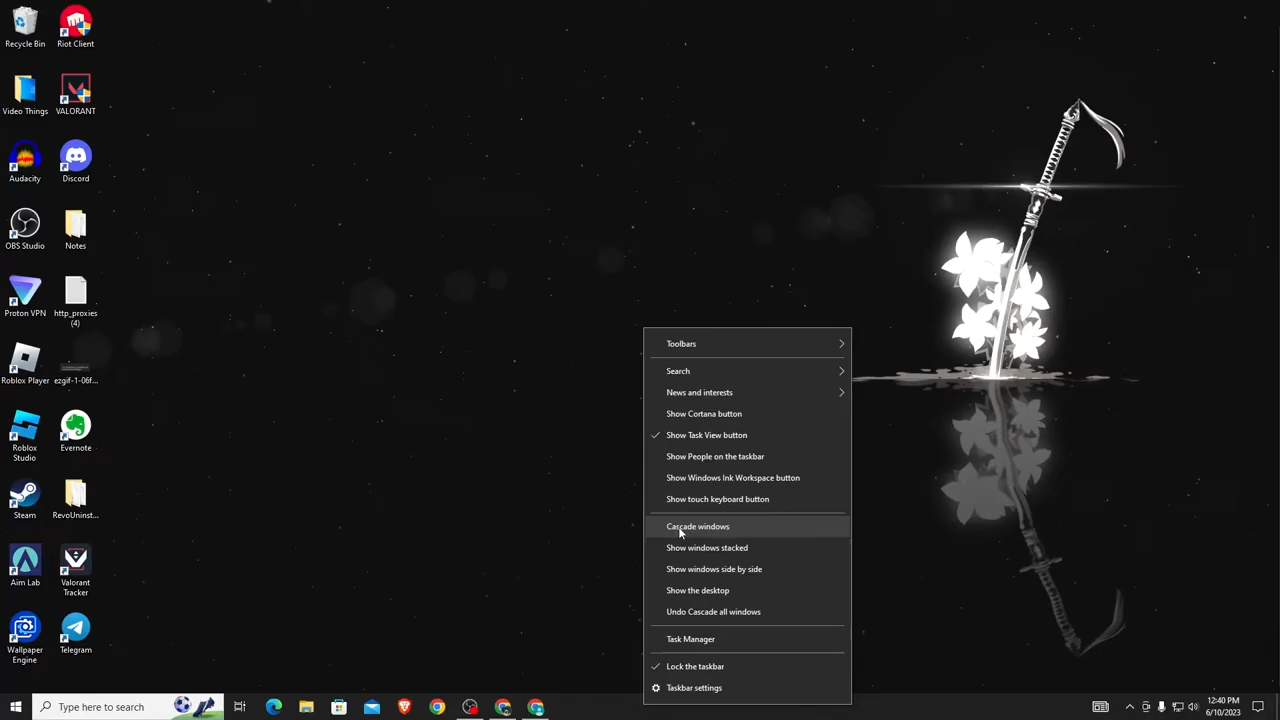 Recycle Bin
Riot Client
Video Things
VALORANT
Audacity
Discord
OBS Studio
Notes
Proton VPN
http_proxies
(4)
Roblox Player
ezgif-1-06f...
Roblox
Studio
Evernote
Steam
RevoUninst...
Aim Lab
Valorant
Tracker
Wallpaper
Engine
Telegram
Toolbars
Search
News and interests
Show Cortana button
Show Task View button
Show People on the taskbar
Show Windows Ink Workspace button
Show touch keyboard button
Cascade windows
Show windows stacked
Show windows side by side
Show the desktop
Undo Cascade all windows
Task Manager
Lock the taskbar
Taskbar settings
Type here to search
12:40 PM
6/10/2023